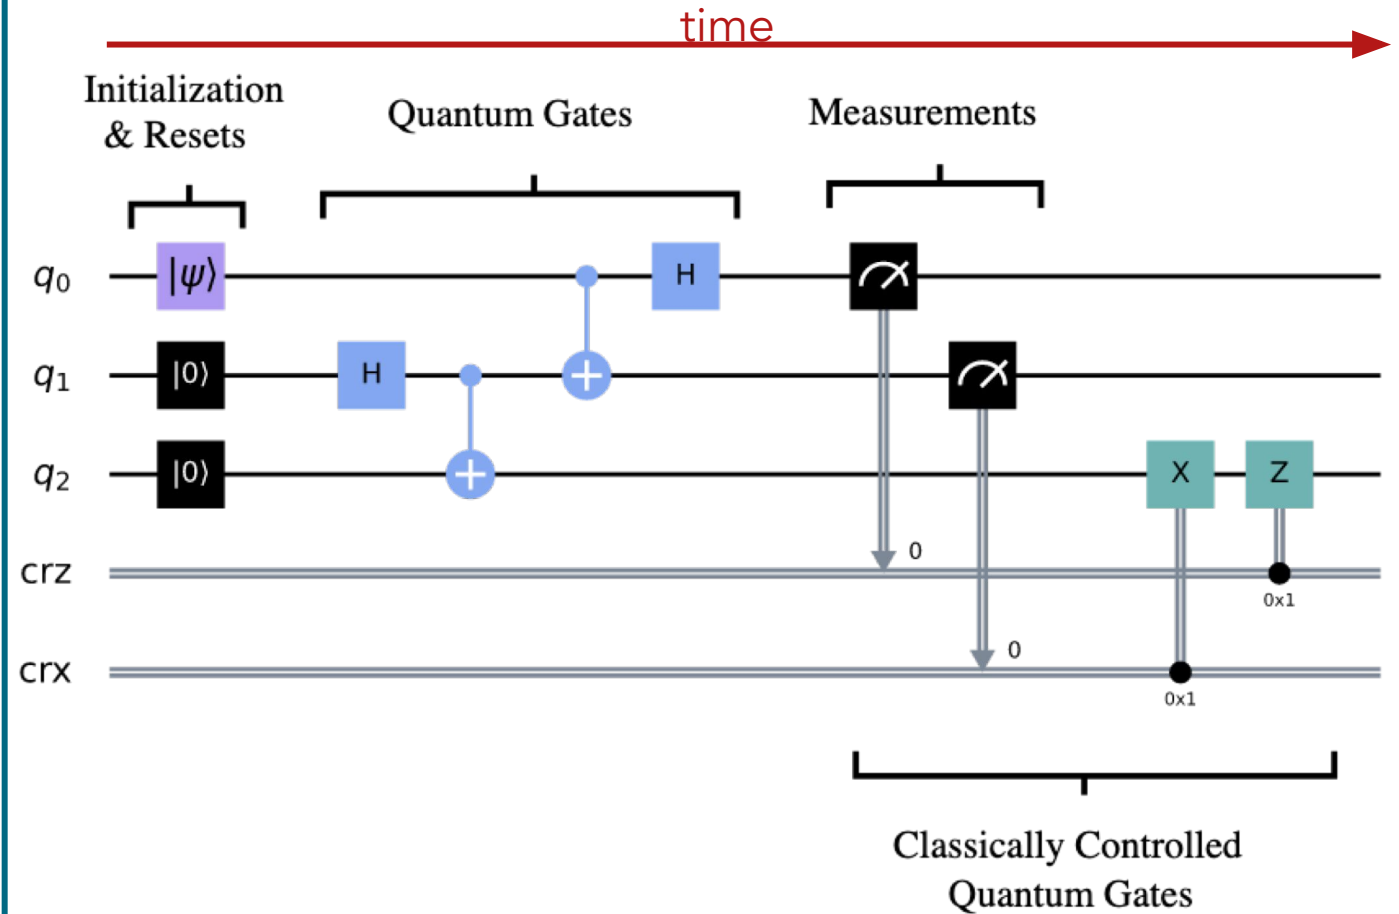 time
Initialization
& Resets
Quantum Gates
Measurements
q0
|ψ⟩
H
q1
|0⟩
H
q2
|0⟩
X
Z
crz
0
0x1
crx
0
0x1
Classically Controlled
Quantum Gates